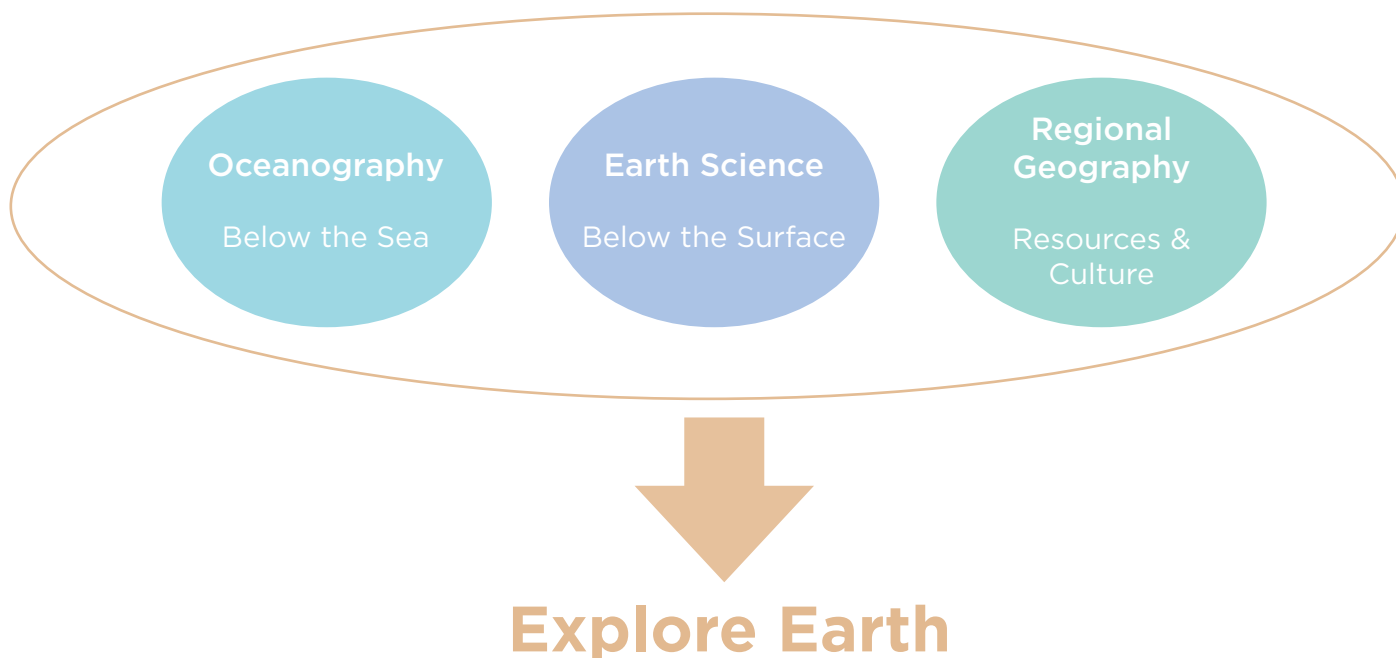 Oceanography
Below the Sea
Earth Science
Below the Surface
Regional
Geography
Resources &
Culture
Explore Earth